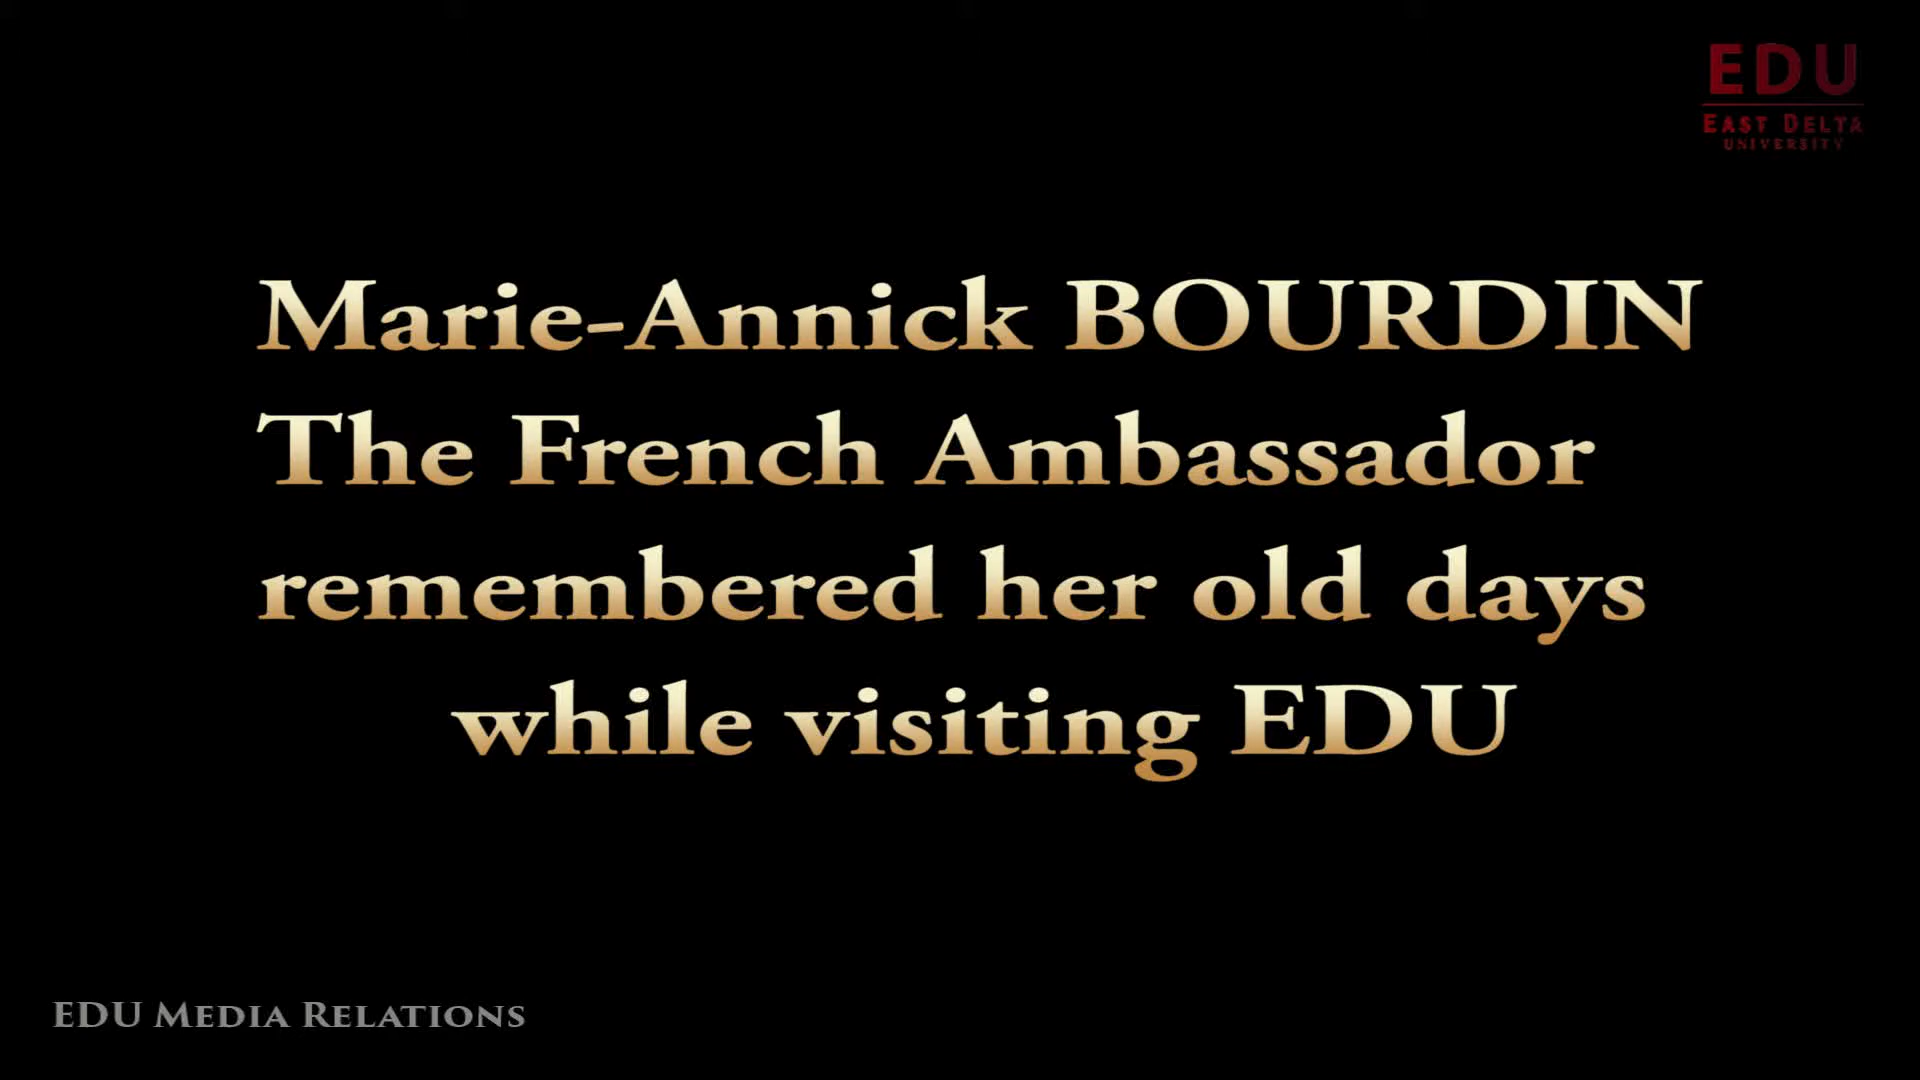 EDU
EAST DELTA
UNIVERSITY
Marie-Annick BOURDIN
The French Ambassador
remembered her old days
while visiting EDU
EDU MEDIA RELATIONS